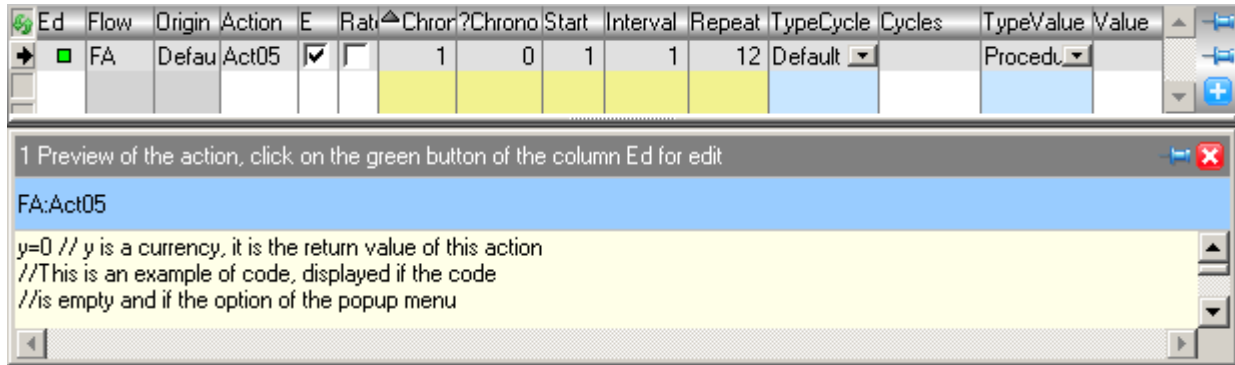 Ed Flow Origin Action E Rat Chror ?Chrono Start Interval Repeat TypeCycle Cycles TypeValue Value
FA Defau Act05 1 0 1 1 12 Default Procedu
1 Preview of the action, click on the green button of the column Ed for edit
FA:Act05
y=0 // y is a currency, it is the return value of this action
//This is an example of code, displayed if the code
//is empty and if the option of the popup menu